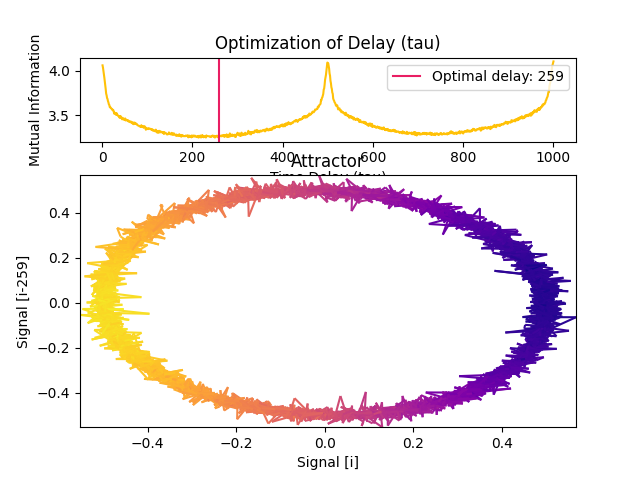 Optimization of Delay (tau)
Mutual Information
4.0
3.5
Optimal delay: 259
0 200 400 600 800 1000
Time Delay (tau)
Attractor
Signal [i-259]
0.4
0.2
0.0
−0.2
−0.4
−0.4 −0.2 0.0 0.2 0.4
Signal [i]